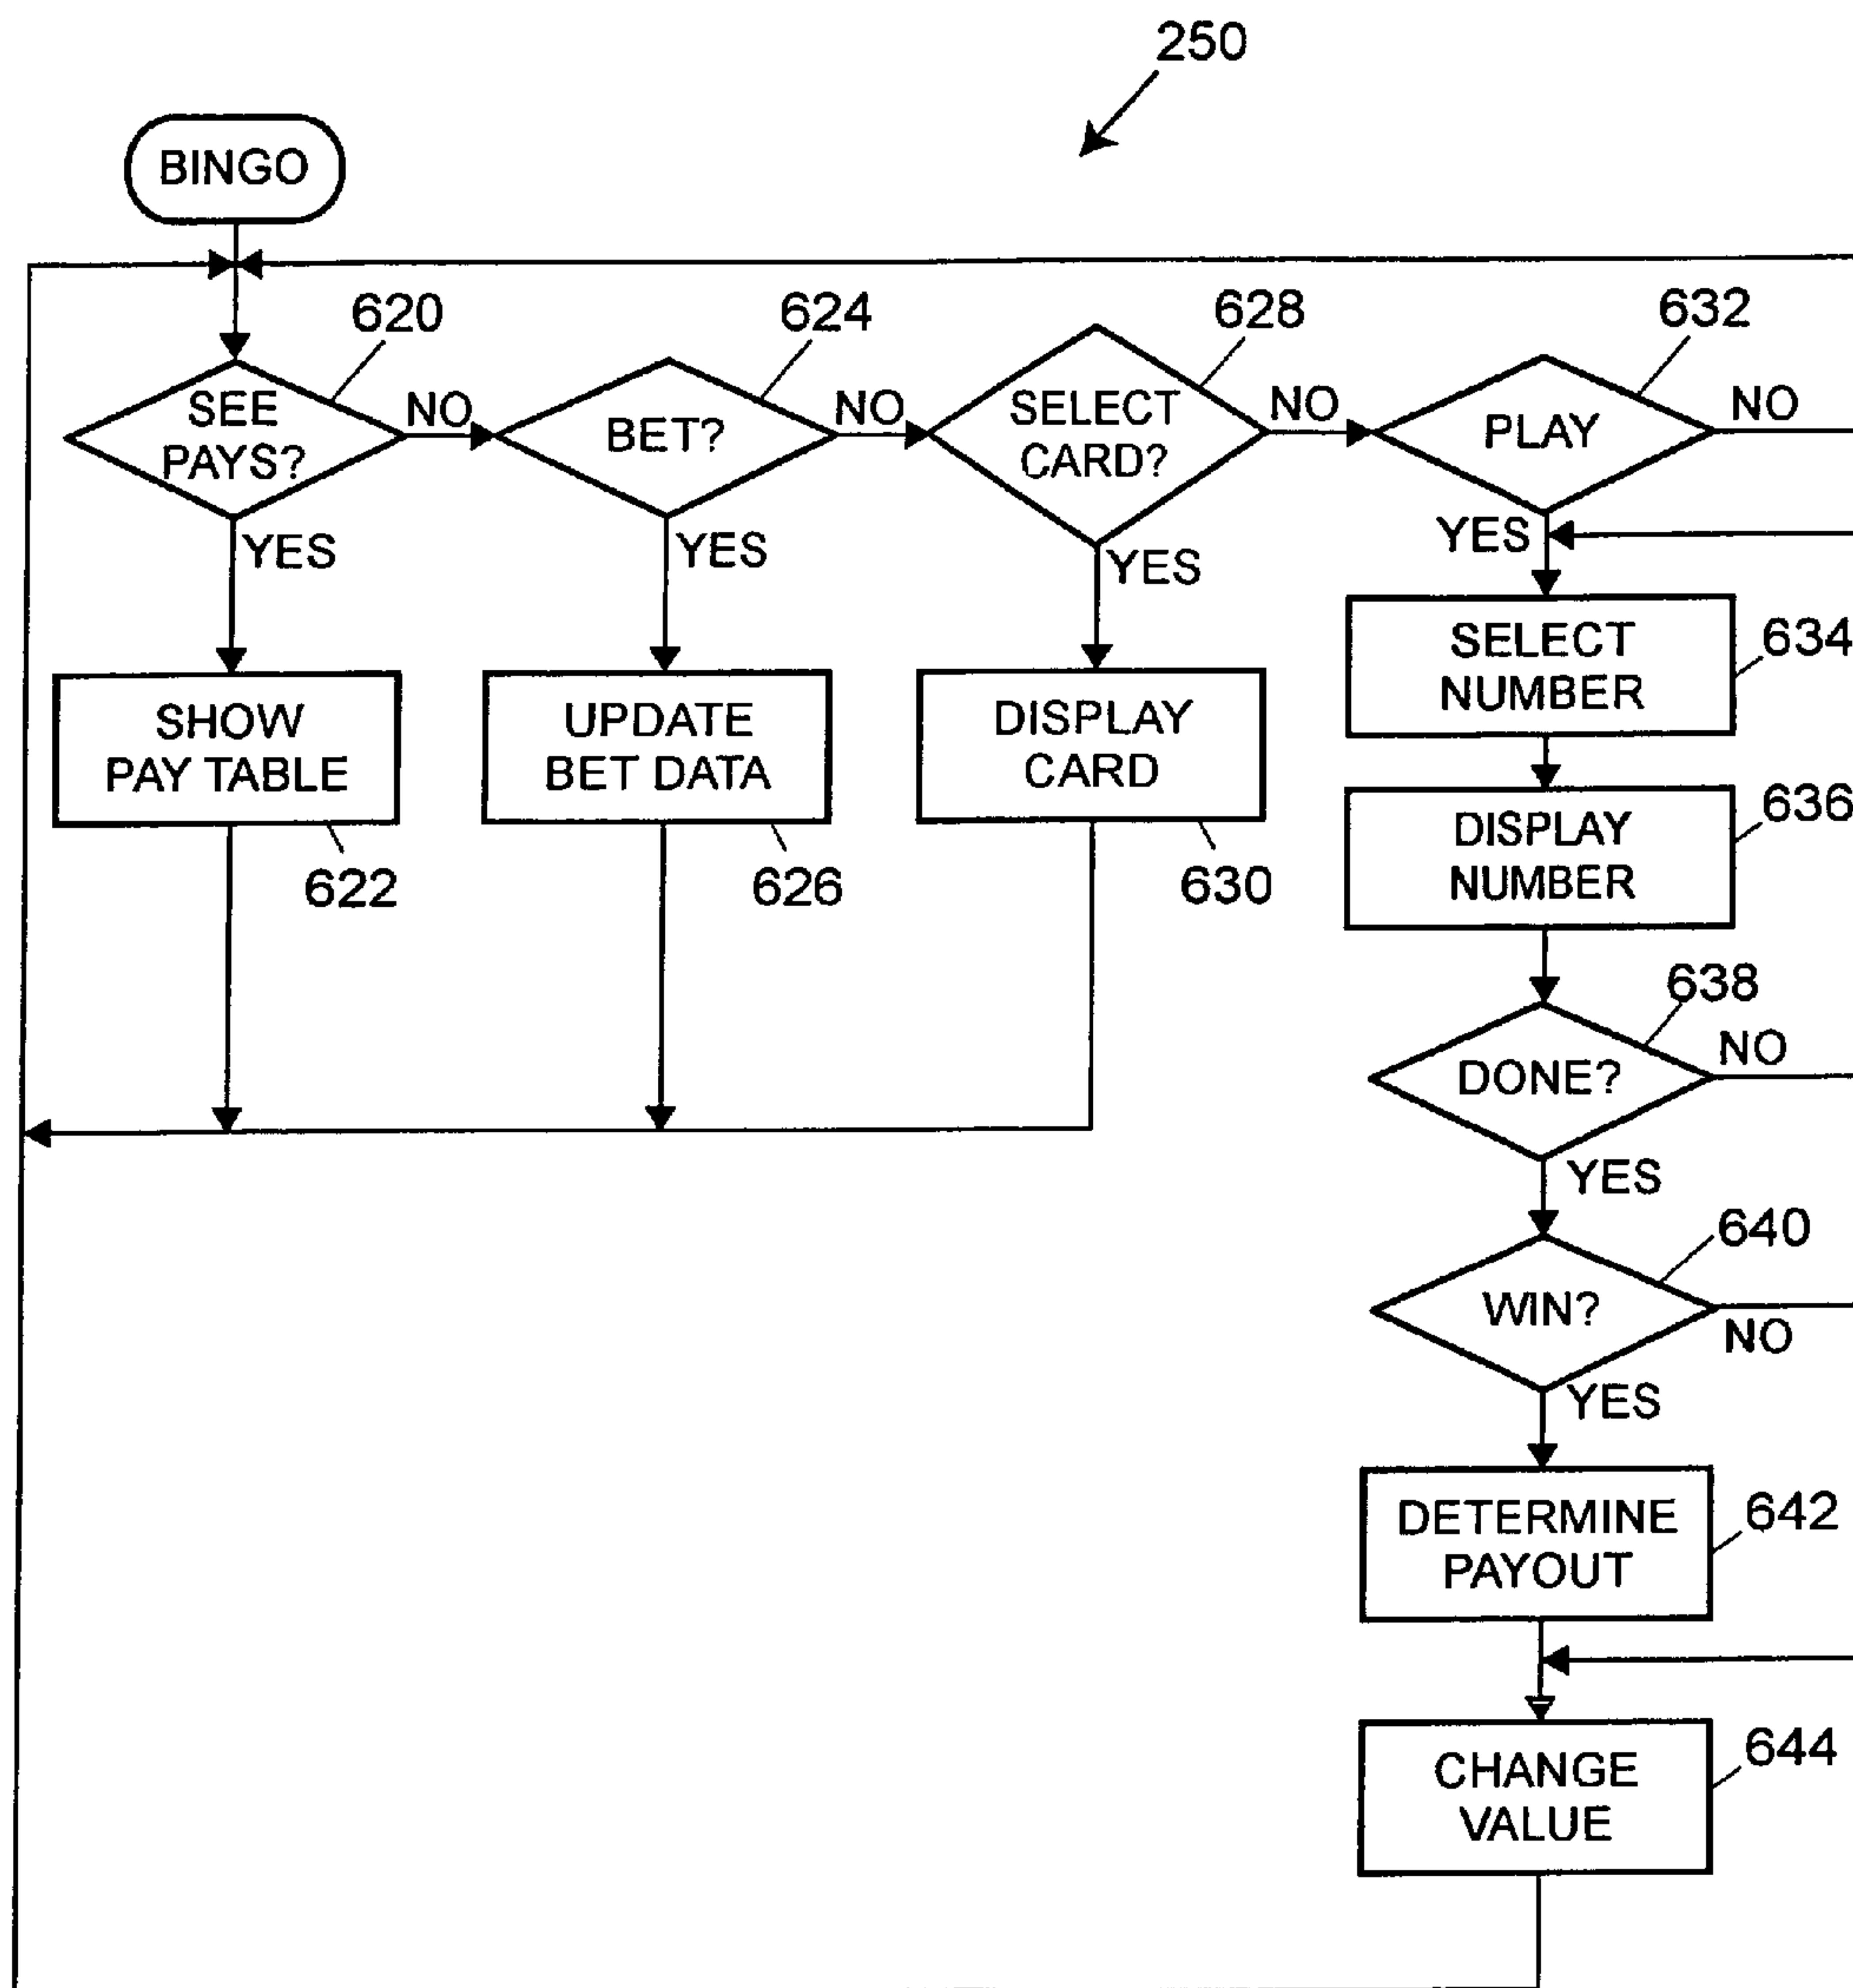 250
BINGO
620
624
628
632
SEE
PAYS?
NO
BET?
NO
SELECT
CARD?
NO
PLAY
NO
YES
YES
YES
YES
SHOW
PAY TABLE
622
UPDATE
BET DATA
626
DISPLAY
CARD
630
SELECT
NUMBER
634
DISPLAY
NUMBER
636
638
DONE?
NO
YES
640
WIN?
NO
YES
DETERMINE
PAYOUT
642
CHANGE
VALUE
644